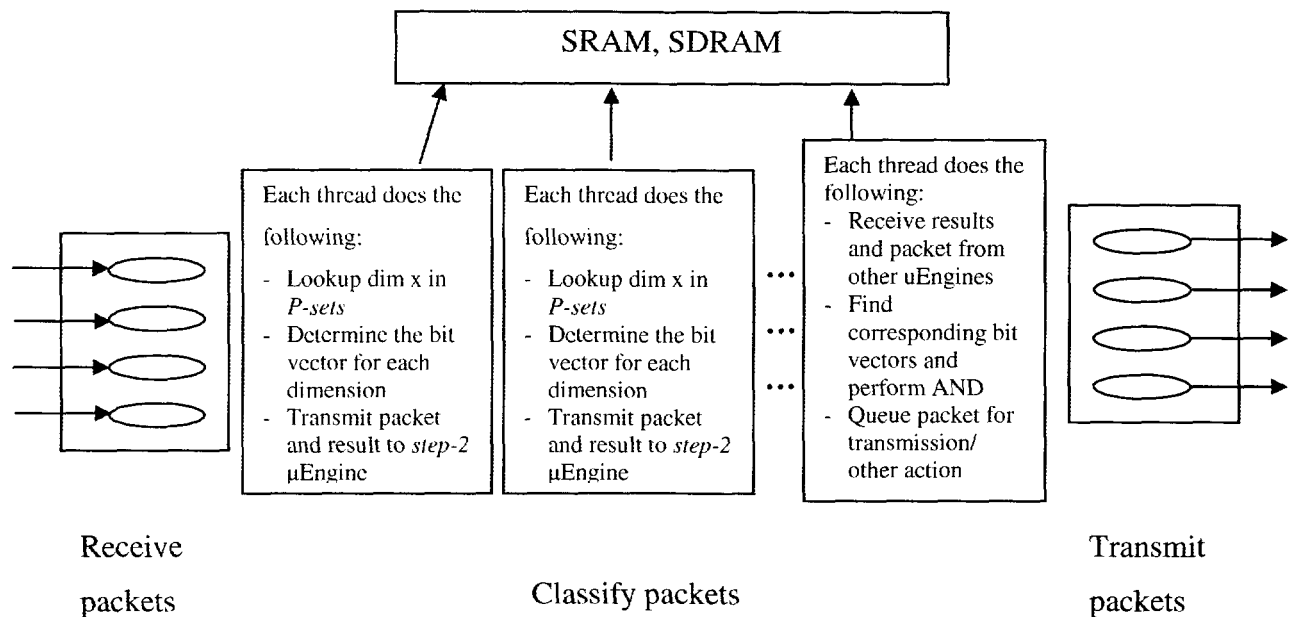 SRAM, SDRAM
Each thread does the
following:
- Lookup dim x in
P-sets
- Determine the bit
vector for each
dimension
- Transmit packet
and result to step-2
μEngine
Each thread does the
following:
- Lookup dim x in
P-sets
- Determine the bit
vector for each
dimension
- Transmit packet
and result to step-2
μEngine
...
...
...
Each thread does the
following:
- Receive results
and packet from
other uEngines
- Find
corresponding bit
vectors and
perform AND
- Queue packet for
transmission/
other action
Receive
packets
Classify packets
Transmit
packets